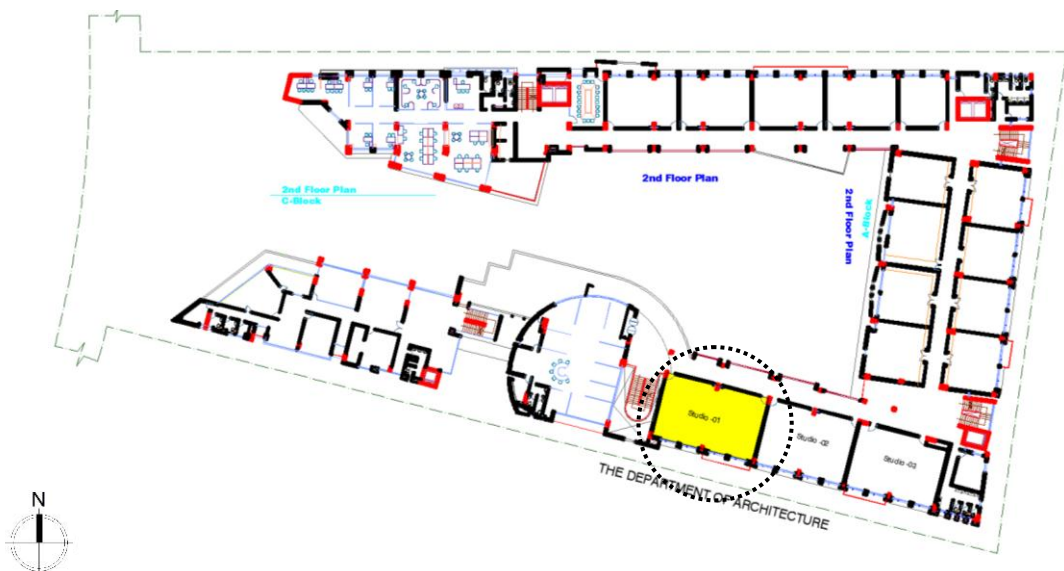 2nd Floor Plan
C-Block
2nd Floor Plan
2nd Floor Plan
A-Block
Studio -01
Studio -02
Studio -03
THE DEPARTMENT OF ARCHITECTURE
N